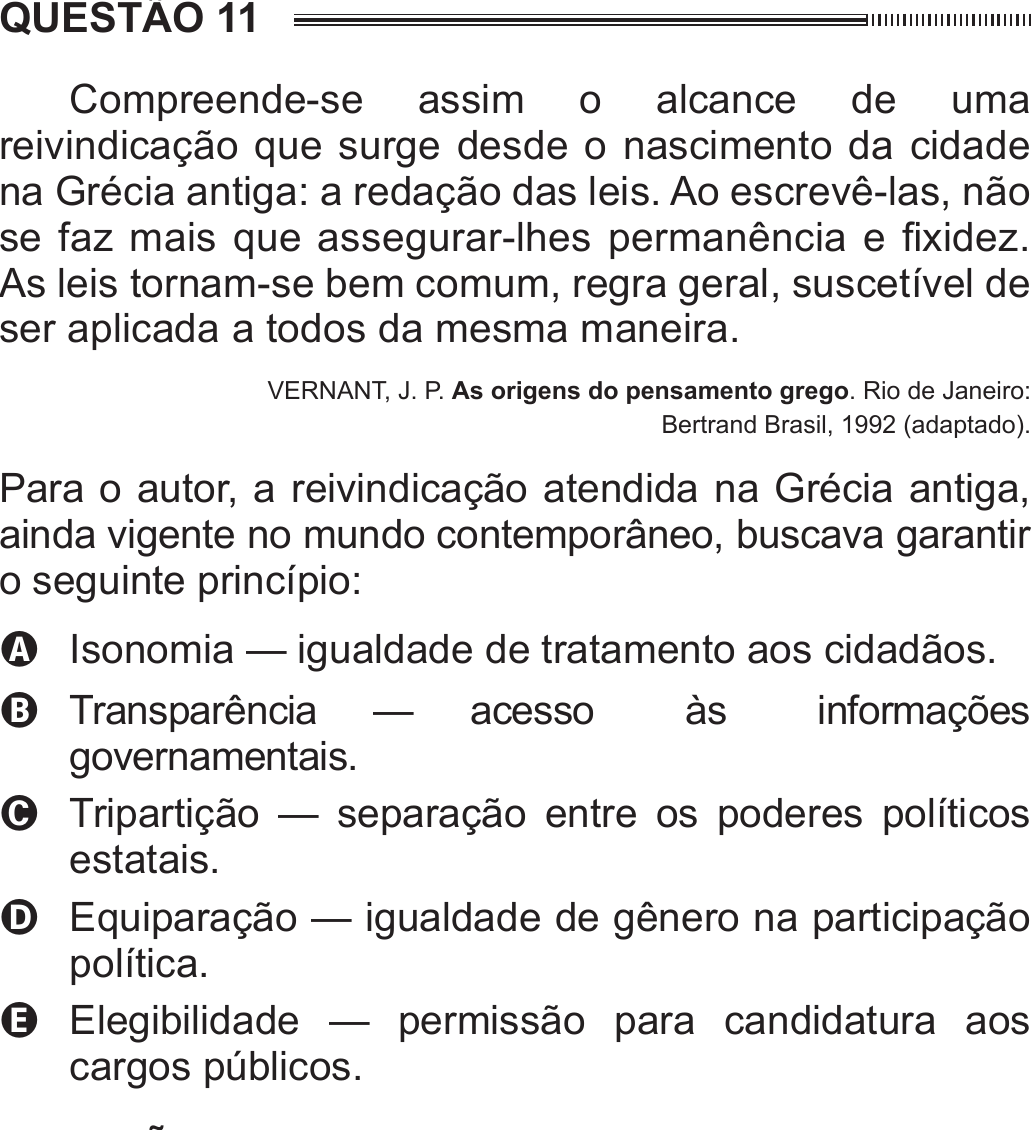 QUESTÃO 11
Compreende-se assim o alcance de uma
reivindicação que surge desde o nascimento da cidade
na Grécia antiga: a redação das leis. Ao escrevê-las, não
se faz mais que assegurar-lhes permanência e fixidez.
As leis tornam-se bem comum, regra geral, suscetível de
ser aplicada a todos da mesma maneira.
VERNANT, J. P. As origens do pensamento grego. Rio de Janeiro:
Bertrand Brasil, 1992 (adaptado).
Para o autor, a reivindicação atendida na Grécia antiga,
ainda vigente no mundo contemporâneo, buscava garantir
o seguinte princípio:
A Isonomia — igualdade de tratamento aos cidadãos.
B Transparência — acesso às informações
governamentais.
C Tripartição — separação entre os poderes políticos
estatais.
D Equiparação — igualdade de gênero na participação
política.
E Elegibilidade — permissão para candidatura aos
cargos públicos.